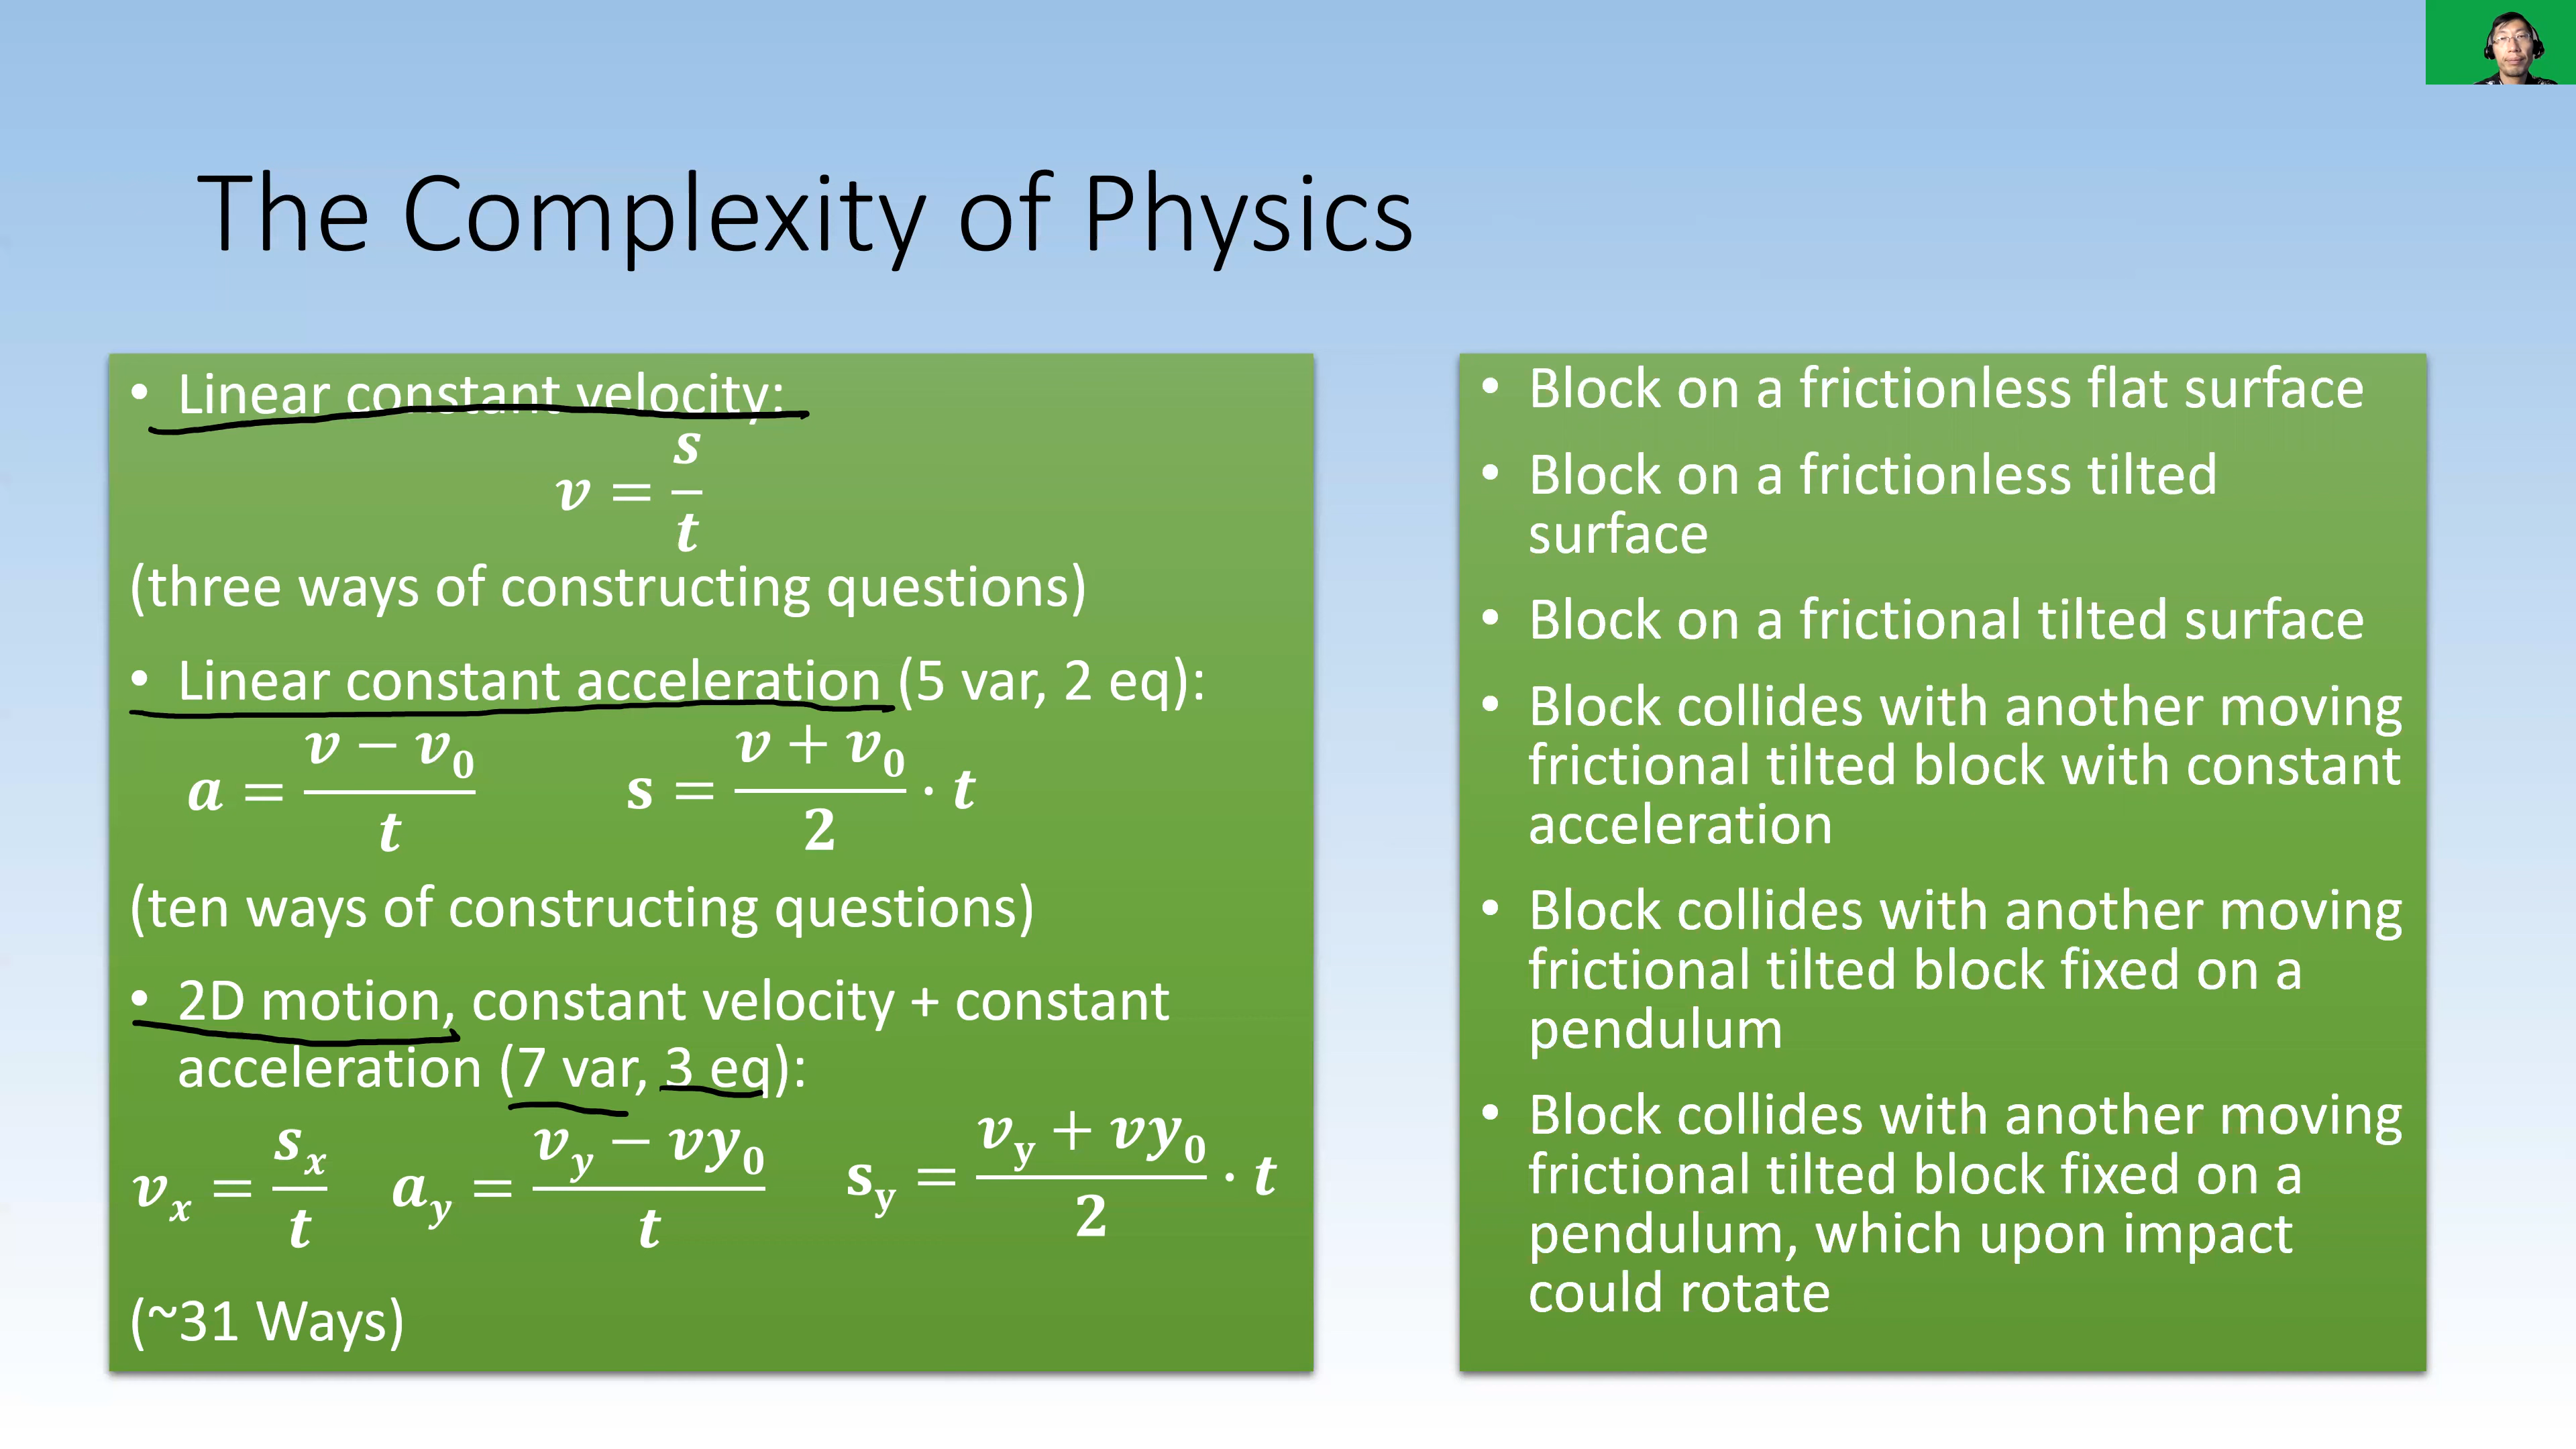 The Complexity of Physics
• Linear constant velocity:
v = s/t
(three ways of constructing questions)
• Linear constant acceleration (5 var, 2 eq):
a = (v − v₀)/t    s = (v + v₀)/2 · t
(ten ways of constructing questions)
• 2D motion, constant velocity + constant
acceleration (7 var, 3 eq):
vₓ = sₓ/t    a_y = (v_y − vy₀)/t    s_y = (v_y + vy₀)/2 · t
(~31 Ways)
• Block on a frictionless flat surface
• Block on a frictionless tilted
surface
• Block on a frictional tilted surface
• Block collides with another moving
frictional tilted block with constant
acceleration
• Block collides with another moving
frictional tilted block fixed on a
pendulum
• Block collides with another moving
frictional tilted block fixed on a
pendulum, which upon impact
could rotate